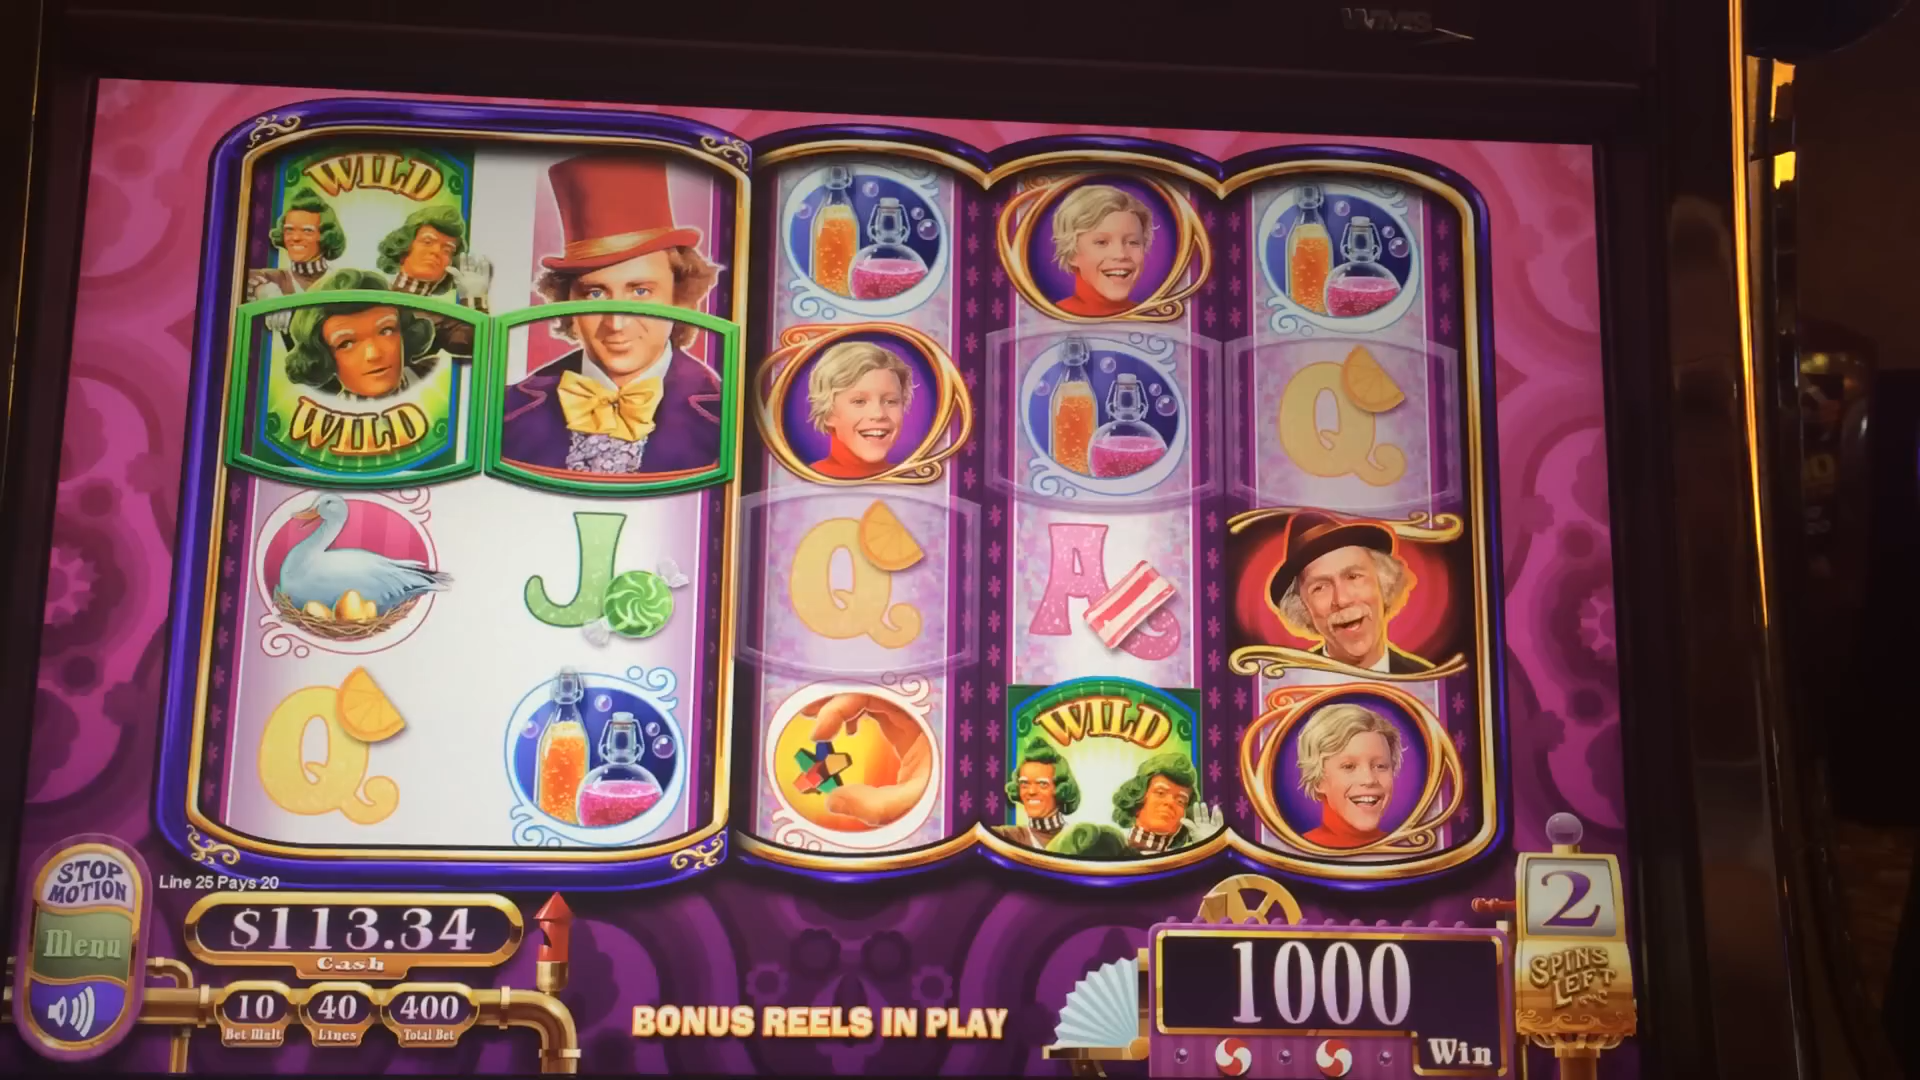 WMS
WILD
WILD
J
Q
A
Q
Q
WILD
STOP
MOTION
Menu
Line 25 Pays 20
$113.34
Cash
10
Bet Mult
40
Lines
400
Total Bet
BONUS REELS IN PLAY
1000
Win
2
SPINS
LEFT